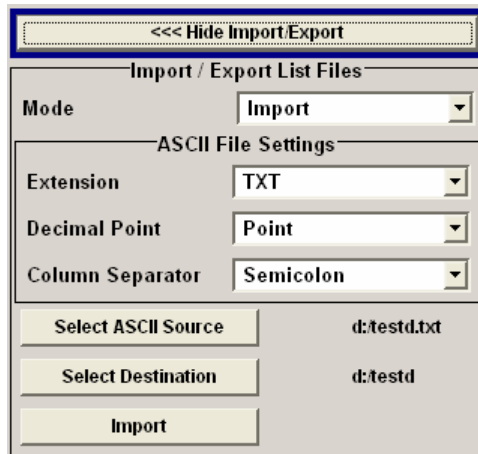 <<< Hide Import/Export
Import / Export List Files
Mode Import
ASCII File Settings
Extension TXT
Decimal Point Point
Column Separator Semicolon
Select ASCII Source d:/testd.txt
Select Destination d:/testd
Import